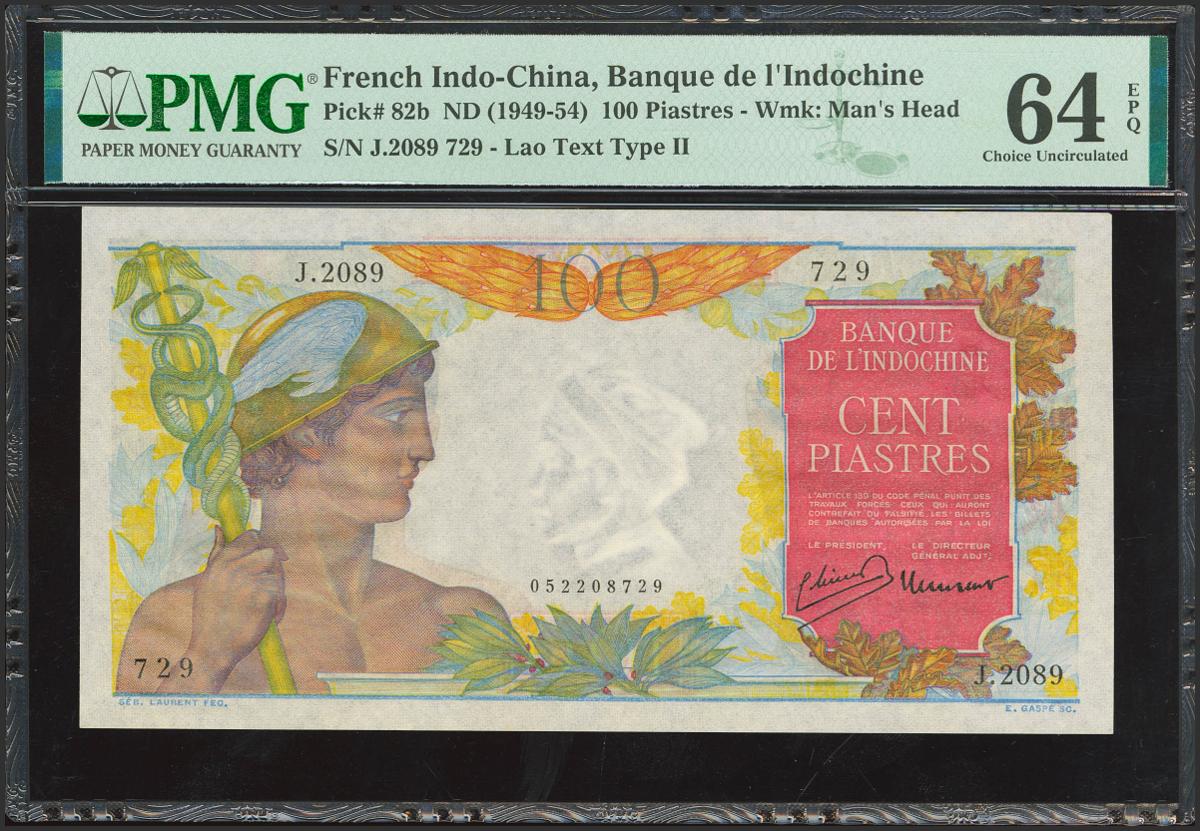 PMG®
PAPER MONEY GUARANTY
French Indo-China, Banque de l'Indochine
Pick# 82b ND (1949-54) 100 Piastres - Wmk: Man's Head
S/N J.2089 729 - Lao Text Type II
64 EPQ
Choice Uncirculated
J.2089
100
729
BANQUE
DE L'INDOCHINE
CENT
PIASTRES
L'ARTICLE 139 DU CODE PÉNAL PUNIT DES
TRAVAUX FORCÉS CEUX QUI AURONT
CONTREFAIT OU FALSIFIÉ LES BILLETS
DE BANQUES AUTORISÉES PAR LA LOI
LE PRÉSIDENT, LE DIRECTEUR
GÉNÉRAL ADJT.
052208729
729
J.2089
SÉB. LAURENT FEC.
E. GASPÉ SC.